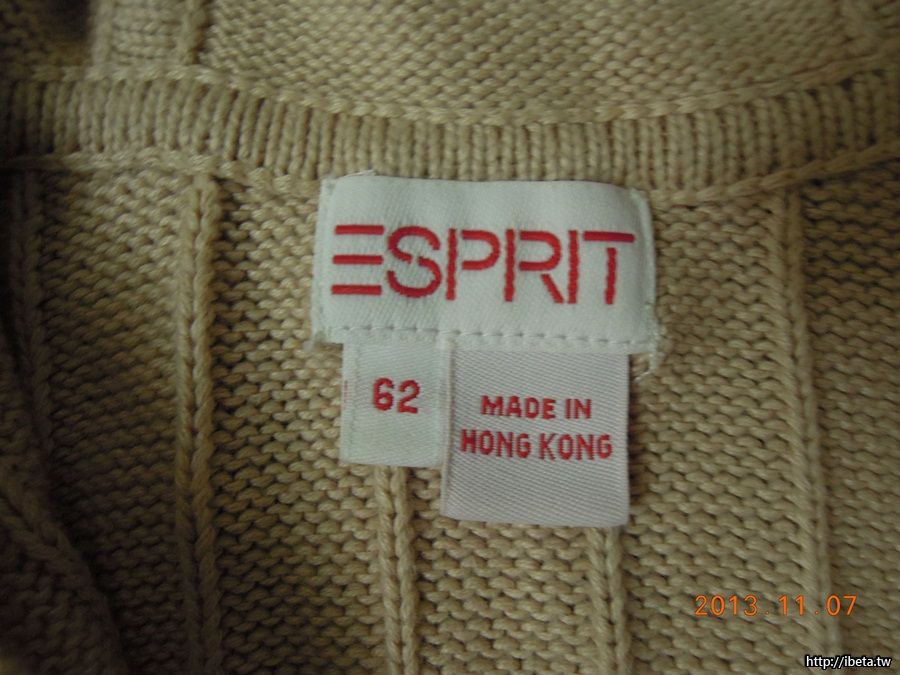 ESPRIT
62
MADE IN
HONG KONG
2013.11.07
http://ibeta.tw